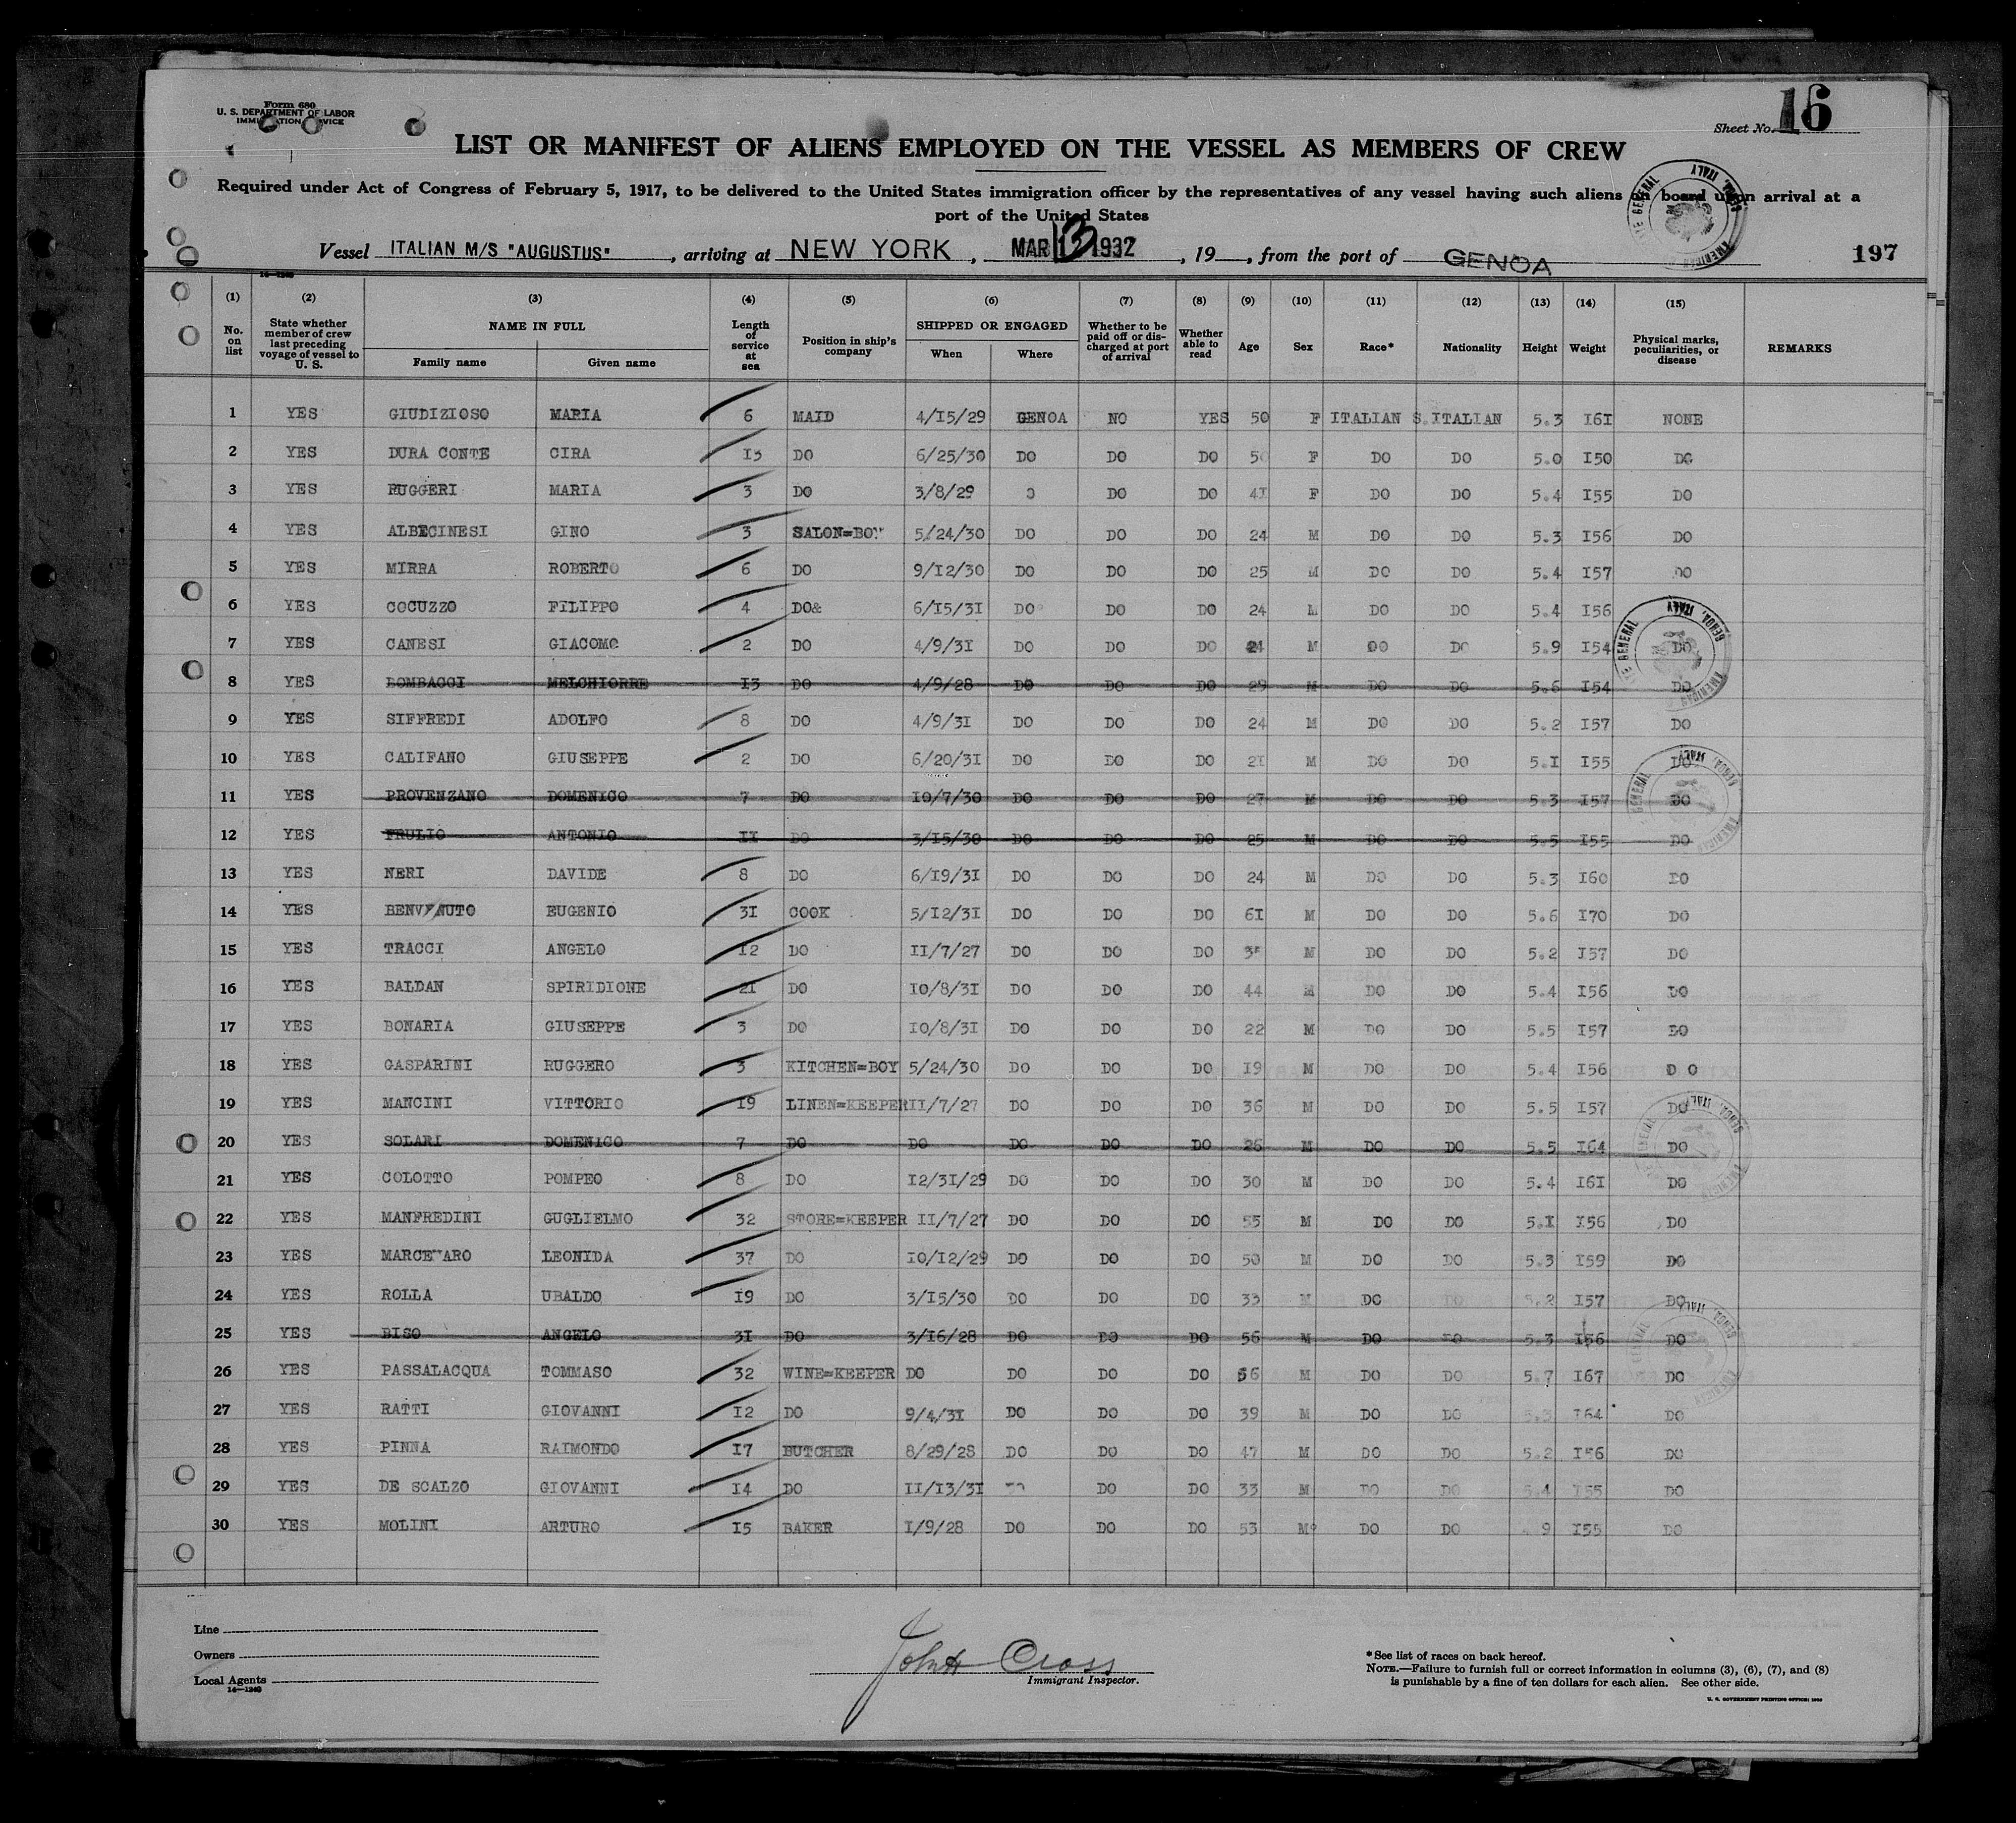 Form 680
U. S. DEPARTMENT OF LABOR
Sheet No. 16
LIST OR MANIFEST OF ALIENS EMPLOYED ON THE VESSEL AS MEMBERS OF CREW
Required under Act of Congress of February 5, 1917, to be delivered to the United States immigration officer by the representatives of any vessel having such aliens on board upon arrival at a
port of the United States
Vessel ITALIAN M/S "AUGUSTUS", arriving at NEW YORK, MAR 13 1932, 19__, from the port of GENOA
197
(1) (2) (3) (4) (5) (6) (7) (8) (9) (10) (11) (12) (13) (14) (15)
No. on list | State whether member of crew last preceding voyage of vessel to U. S. | NAME IN FULL | Family name | Given name | Length of service at sea | Position in ship's company | SHIPPED OR ENGAGED | When | Where | Whether to be paid off or discharged at port of arrival | Whether able to read | Age | Sex | Race* | Nationality | Height | Weight | Physical marks, peculiarities, or disease | REMARKS
1 YES GIUDIZIOSO MARIA 6 MAID 4/15/29 GENOA NO YES 50 F ITALIAN S. ITALIAN 5.3 161 NONE
2 YES DURA CONTE CIRA 13 DO 6/25/30 DO DO DO 50 F DO DO 5.0 150 DO
3 YES RUGGERI MARIA 3 DO 3/8/29 DO DO 41 F DO DO 5.4 155 DO
4 YES ALBECINESI GINO 3 SALON=BOY 5/24/30 DO DO DO 24 M DO DO 5.3 156 DO
5 YES MIRRA ROBERTO 6 DO 9/12/30 DO DO DO 25 M DO DO 5.4 157 DO
6 YES COCUZZO FILIPPO 4 DO& 6/15/31 DO DO DO 24 M DO DO 5.4 156
7 YES CANESI GIACOMO 2 DO 4/9/31 DO DO DO 24 M DO DO 5.9 154 DO
8 YES BOMBACCI MELCHIORRE 13 DO 4/9/28 DO DO DO 29 M DO DO 5.6 154 DO
9 YES SIFFREDI ADOLFO 8 DO 4/9/31 DO DO DO 24 M DO DO 5.2 157 DO
10 YES CALIFANO GIUSEPPE 2 DO 6/20/31 DO DO DO 21 M DO DO 5.1 155 DO
11 YES PROVENZANO DOMENICO 7 DO 10/7/30 DO DO DO 27 M DO DO 5.3 157 DO
12 YES FRULIO ANTONIO 11 DO 3/15/30 DO DO DO 25 M DO DO 5.5 155 DO
13 YES NERI DAVIDE 8 DO 6/19/31 DO DO DO 24 M DO DO 5.3 160 DO
14 YES BENVENUTO EUGENIO 31 COOK 5/12/31 DO DO DO 61 M DO DO 5.6 170 DO
15 YES TRACCI ANGELO 12 DO 11/7/27 DO DO DO M DO DO 5.2 157 DO
16 YES BALDAN SPIRIDIONE 21 DO 10/8/31 DO DO DO 44 M DO DO 5.4 156 DO
17 YES BONARIA GIUSEPPE 3 DO 10/8/31 DO DO DO 22 M DO DO 5.5 157 DO
18 YES GASPARINI RUGGERO 3 KITCHEN=BOY 5/24/30 DO DO DO 19 M DO DO 5.4 156 D O
19 YES MANCINI VITTORIO 19 LINEN=KEEPER 11/7/27 DO DO DO 36 M DO DO 5.5 157 DO
20 YES SOLARI DOMENICO 7 DO DO DO DO DO 26 M DO DO 5.5 164 DO
21 YES COLOTTO POMPEO 8 DO 12/31/29 DO DO DO 30 M DO DO 5.4 161 DO
22 YES MANFREDINI GUGLIELMO 32 STORE=KEEPER 11/7/27 DO DO DO 55 M DO DO 5.1 156 DO
23 YES LEONIDA 37 DO 10/12/29 DO DO DO 50 M DO DO 5.3 159 DO
24 YES ROLLA UBALDO 19 DO 3/15/30 DO DO DO 33 M DO DO 5.2 157 DO
25 YES BISO ANGELO 31 DO 3/16/28 DO DO DO 56 M DO DO 5.3 156 DO
26 YES PASSALACQUA TOMMASO 32 WINE=KEEPER DO DO DO DO 56 M DO DO 5.7 167 DO
27 YES RATTI GIOVANNI 12 DO 9/4/31 DO DO DO 39 M DO DO 164 DO
28 YES PINNA RAIMONDO 17 BUTCHER 8/29/28 DO DO DO 47 M DO DO 5.2 156 DO
29 YES DE SCALZO GIOVANNI 14 DO 11/13/31 DO DO 33 M DO DO 5.4 155 DO
30 YES MOLINI ARTURO 15 BAKER 1/9/28 DO DO DO 53 M DO DO 9 155 DO
Line
Owners
Local Agents
14—1240
John Cross
Immigrant Inspector.
*See list of races on back hereof.
NOTE.—Failure to furnish full or correct information in columns (3), (6), (7), and (8)
is punishable by a fine of ten dollars for each alien. See other side.